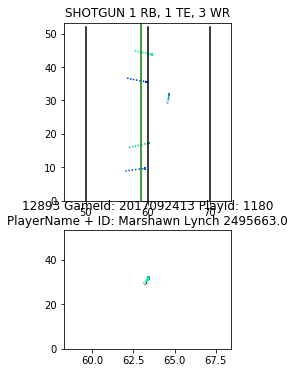 SHOTGUN 1 RB, 1 TE, 3 WR
50
40
30
20
10
0
50 60 70
12893 GameId: 2017092413 PlayId: 1180
PlayerName + ID: Marshawn Lynch 2495663.0
40
20
0
60.0 62.5 65.0 67.5